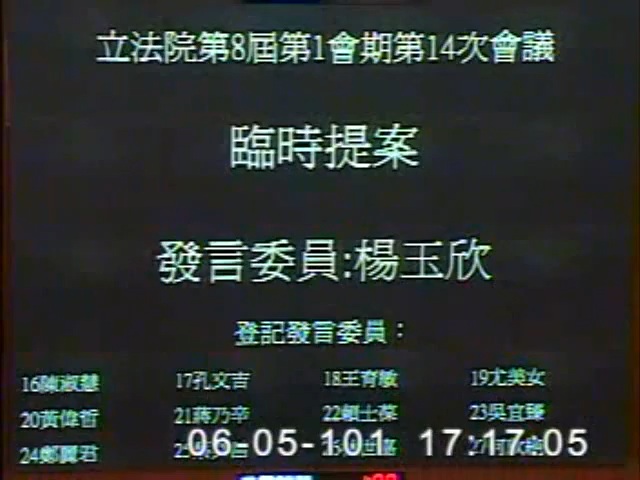 立法院第8屆第1會期第14次會議
臨時提案
發言委員:楊玉欣
登記發言委員：
16陳淑慧 17孔文吉 18王育敏 19尤美女
20黃偉哲 21蔣乃辛 22賴士葆 23吳宜臻
24鄭麗君
06-05-101 17:17:05